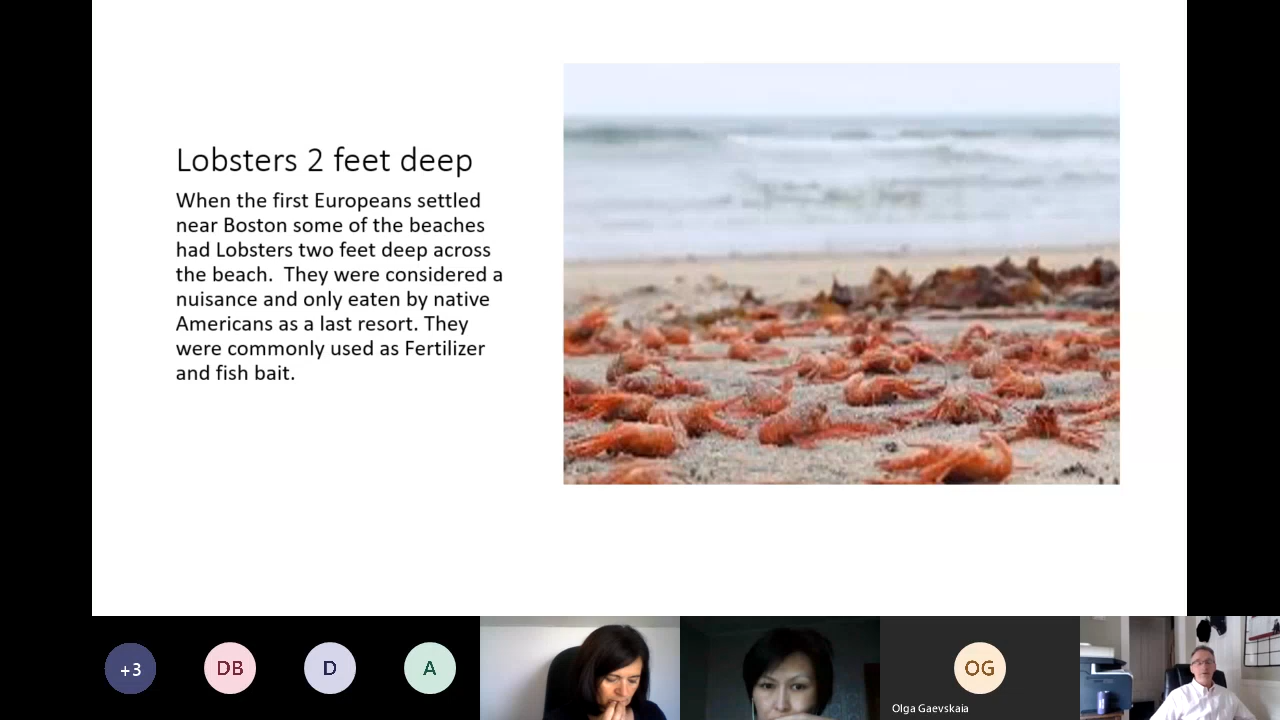 Lobsters 2 feet deep
When the first Europeans settled
near Boston some of the beaches
had Lobsters two feet deep across
the beach.  They were considered a
nuisance and only eaten by native
Americans as a last resort. They
were commonly used as Fertilizer
and fish bait.
+3
DB
D
A
OG
Olga Gaevskaia